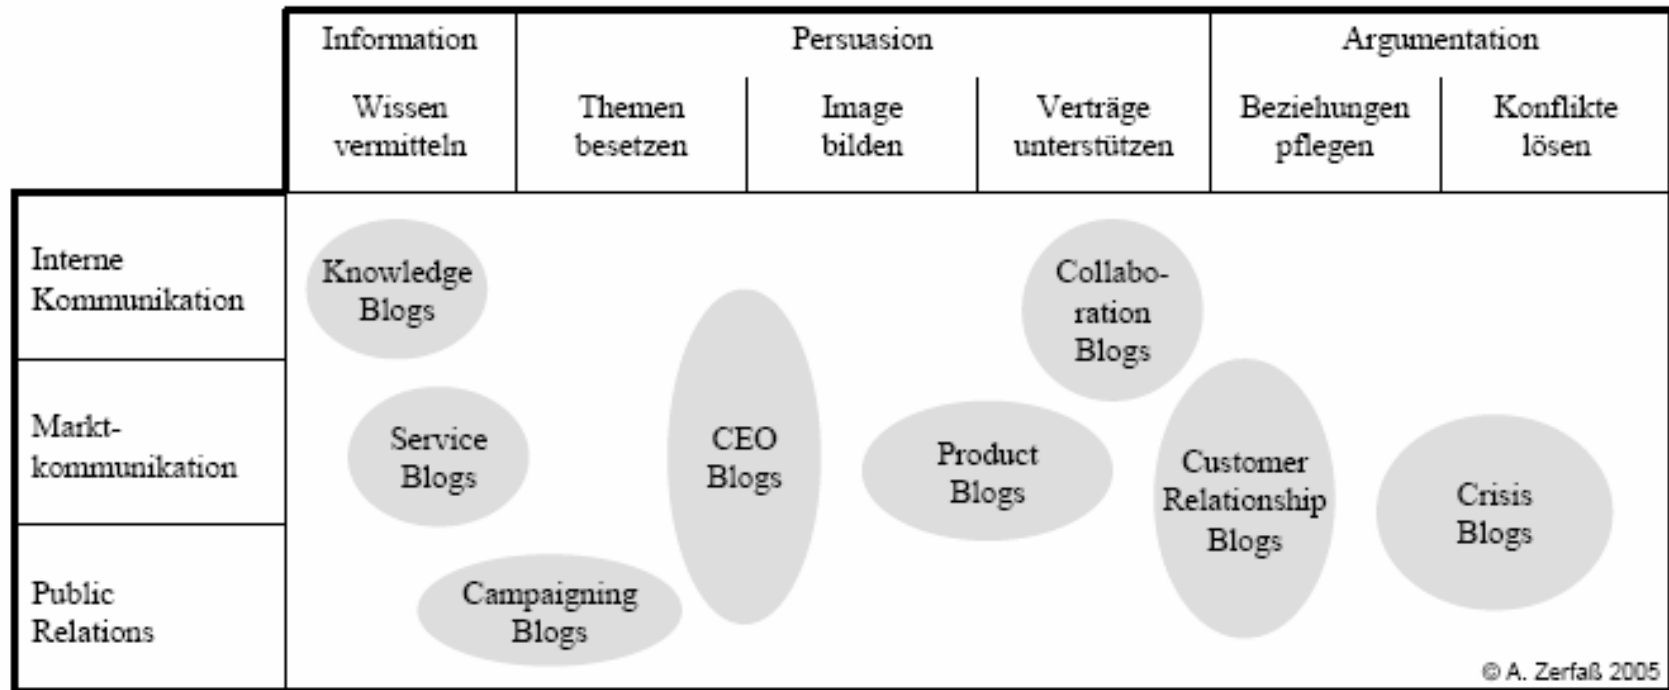 Information
Persuasion
Argumentation
Wissen
vermitteln
Themen
besetzen
Image
bilden
Verträge
unterstützen
Beziehungen
pflegen
Konflikte
lösen
Interne
Kommunikation
Knowledge
Blogs
Collabo-
ration
Blogs
Markt-
kommunikation
Service
Blogs
CEO
Blogs
Product
Blogs
Customer
Relationship
Blogs
Crisis
Blogs
Public
Relations
Campaigning
Blogs
© A. Zerfaß 2005